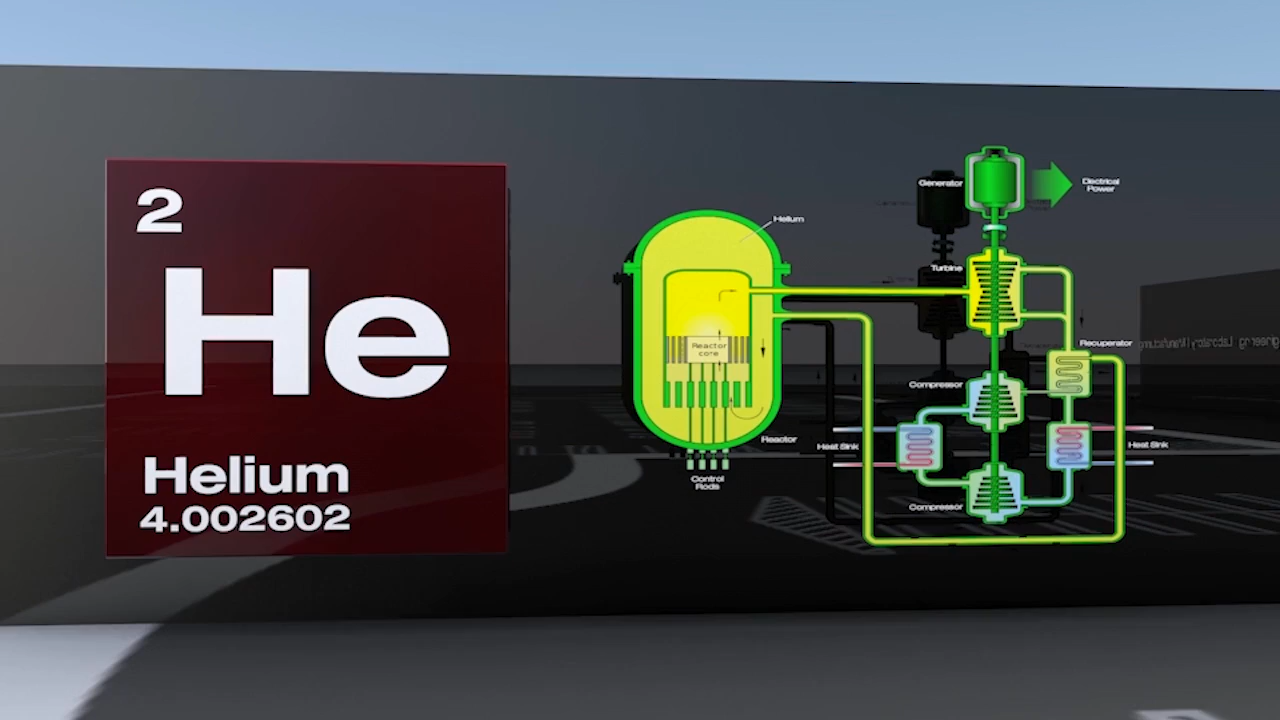 2
He
Helium
4.002602
Helium
Reactor
core
Reactor
Control
Rods
Generator
Electrical
Power
Turbine
Recuperator
Compressor
Heat Sink
Heat Sink
Compressor